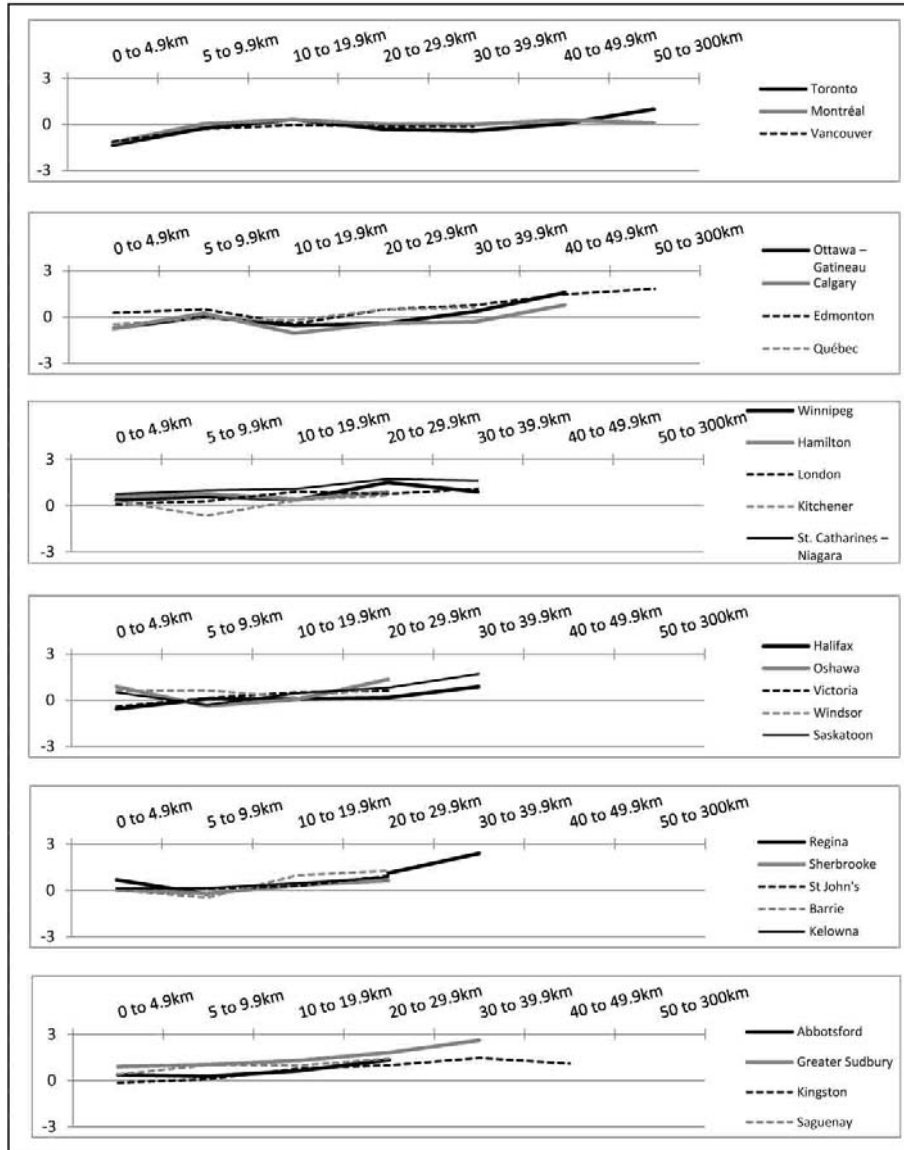 0 to 4.9km 5 to 9.9km 10 to 19.9km 20 to 29.9km 30 to 39.9km 40 to 49.9km 50 to 300km
3
0
-3
Toronto
Montréal
Vancouver
0 to 4.9km 5 to 9.9km 10 to 19.9km 20 to 29.9km 30 to 39.9km 40 to 49.9km 50 to 300km
3
0
-3
Ottawa –
Gatineau
Calgary
Edmonton
Québec
0 to 4.9km 5 to 9.9km 10 to 19.9km 20 to 29.9km 30 to 39.9km 40 to 49.9km 50 to 300km
3
0
-3
Winnipeg
Hamilton
London
Kitchener
St. Catharines –
Niagara
0 to 4.9km 5 to 9.9km 10 to 19.9km 20 to 29.9km 30 to 39.9km 40 to 49.9km 50 to 300km
3
0
-3
Halifax
Oshawa
Victoria
Windsor
Saskatoon
0 to 4.9km 5 to 9.9km 10 to 19.9km 20 to 29.9km 30 to 39.9km 40 to 49.9km 50 to 300km
3
0
-3
Regina
Sherbrooke
St John's
Barrie
Kelowna
0 to 4.9km 5 to 9.9km 10 to 19.9km 20 to 29.9km 30 to 39.9km 40 to 49.9km 50 to 300km
3
0
-3
Abbotsford
Greater Sudbury
Kingston
Saguenay